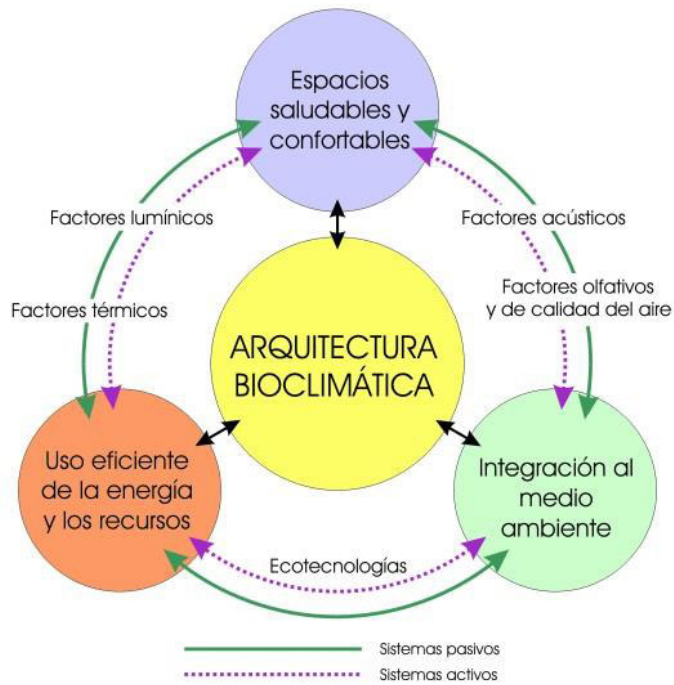 Espacios
saludables y
confortables
Factores lumínicos
Factores acústicos
Factores térmicos
Factores olfativos
y de calidad del aire
ARQUITECTURA
BIOCLIMÁTICA
Uso eficiente
de la energía
y los recursos
Integración al
medio
ambiente
Ecotecnologías
Sistemas pasivos
Sistemas activos